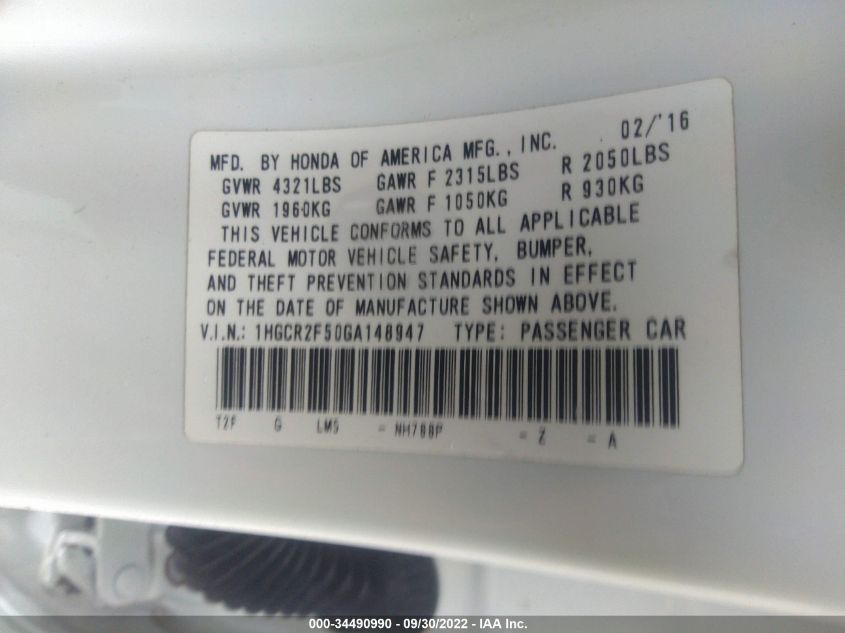 MFD. BY HONDA OF AMERICA MFG., INC. 02/'16
GVWR 4321LBS GAWR F 2315LBS R 2050LBS
GVWR 1960KG GAWR F 1050KG R 930KG
THIS VEHICLE CONFORMS TO ALL APPLICABLE
FEDERAL MOTOR VEHICLE SAFETY, BUMPER,
AND THEFT PREVENTION STANDARDS IN EFFECT
ON THE DATE OF MANUFACTURE SHOWN ABOVE.
V.I.N.: 1HGCR2F50GA148947 TYPE: PASSENGER CAR
T2F G LM5 = NH788P = Z = A
000-34490990 - 09/30/2022 - IAA Inc.